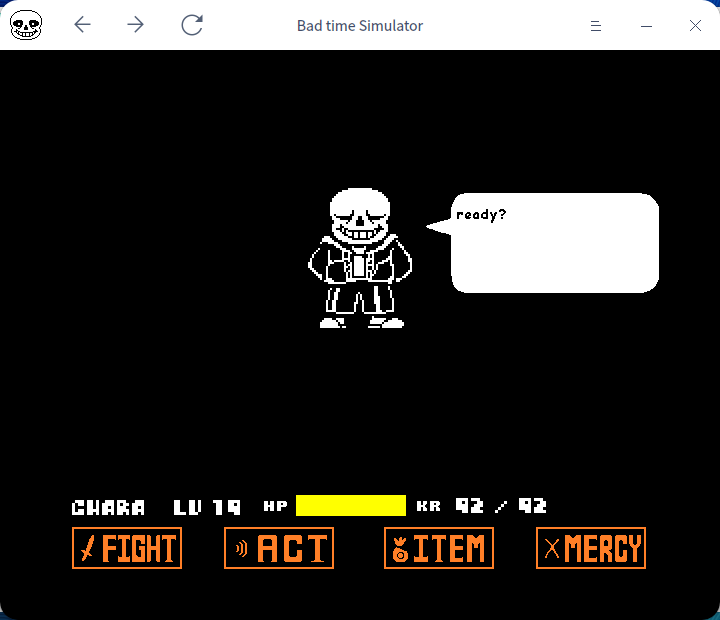 Bad time Simulator
ready?
CHARA LV 19 HP KR 92 / 92
FIGHT ACT ITEM MERCY